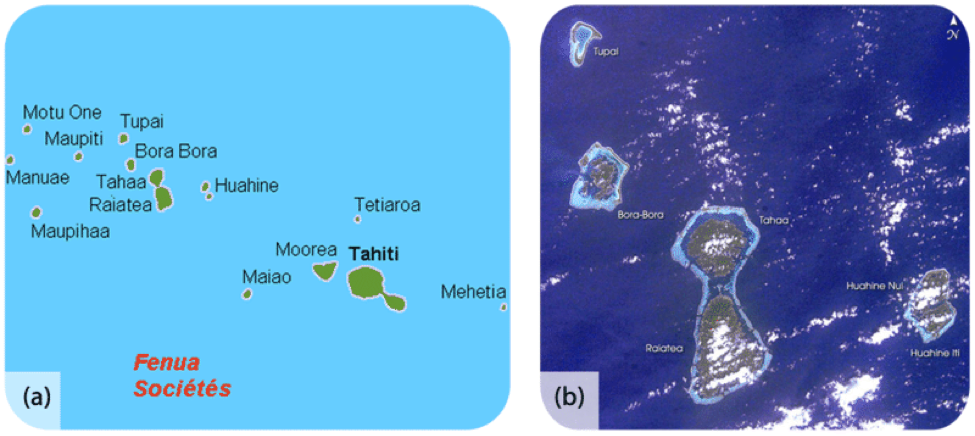 Motu One
Tupai
Maupiti
Bora Bora
Manuae
Tahaa
Huahine
Raiatea
Maupihaa
Tetiaroa
Moorea
Tahiti
Maiao
Mehetia
Fenua
Sociétés
(a)
N
Tupai
Bora-Bora
Tahaa
Huahine Nui
Raiatea
Huahine Iti
(b)